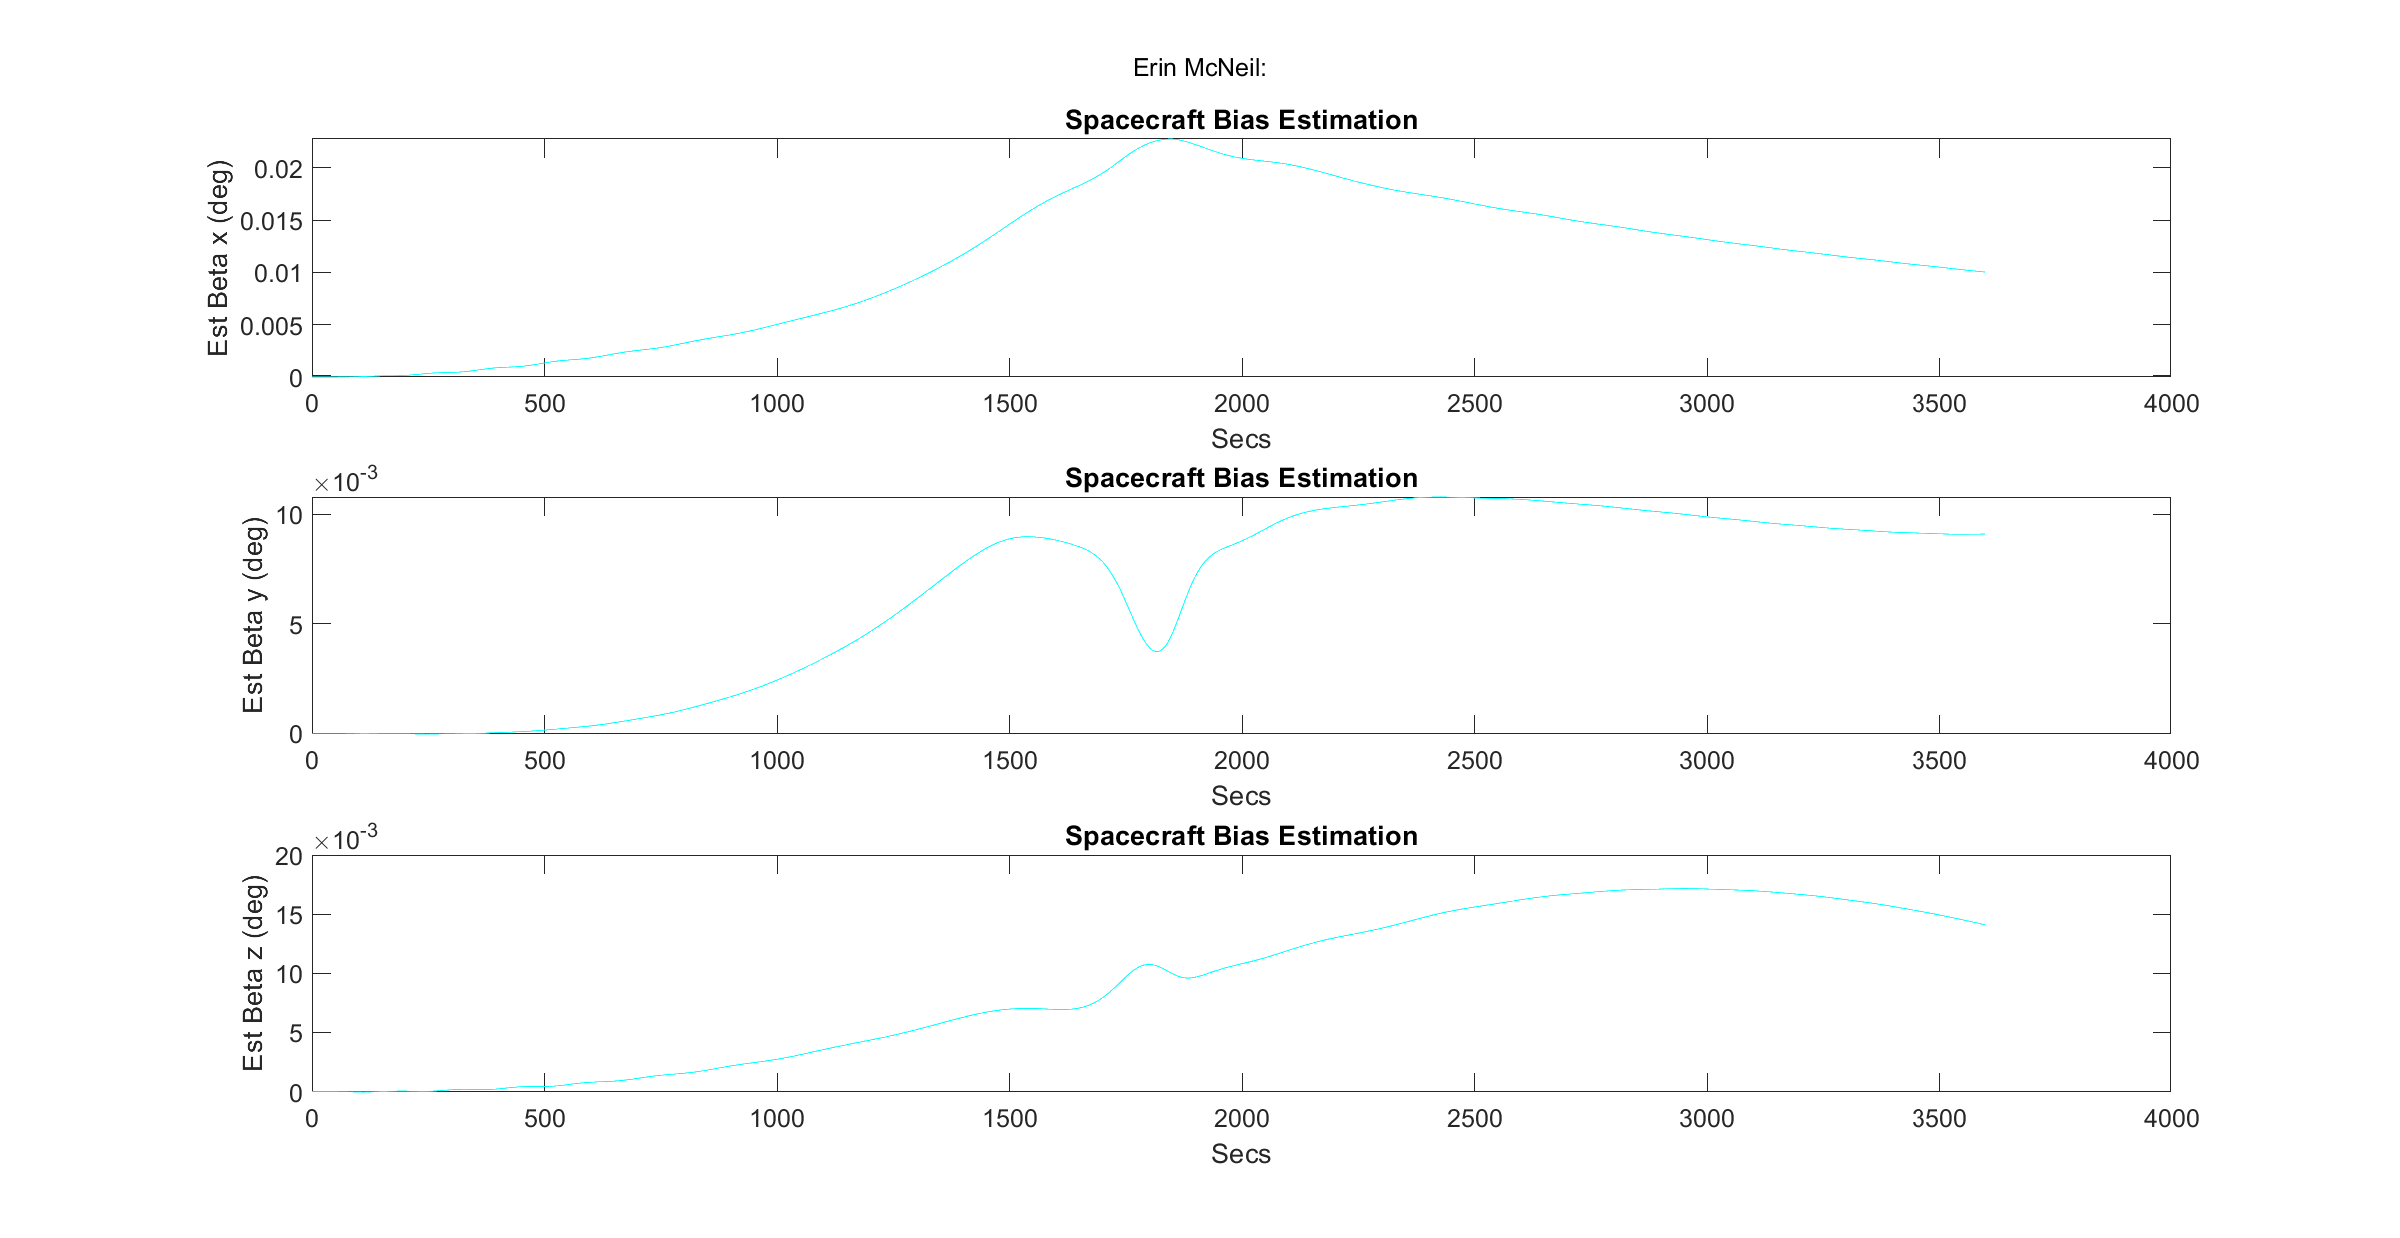 Erin McNeil:
Spacecraft Bias Estimation
Est Beta x (deg)
0.02
0.015
0.01
0.005
0
0 500 1000 1500 2000 2500 3000 3500 4000
Secs
Spacecraft Bias Estimation
×10-3
Est Beta y (deg)
10
5
0
0 500 1000 1500 2000 2500 3000 3500 4000
Secs
Spacecraft Bias Estimation
×10-3
Est Beta z (deg)
20
15
10
5
0
0 500 1000 1500 2000 2500 3000 3500 4000
Secs